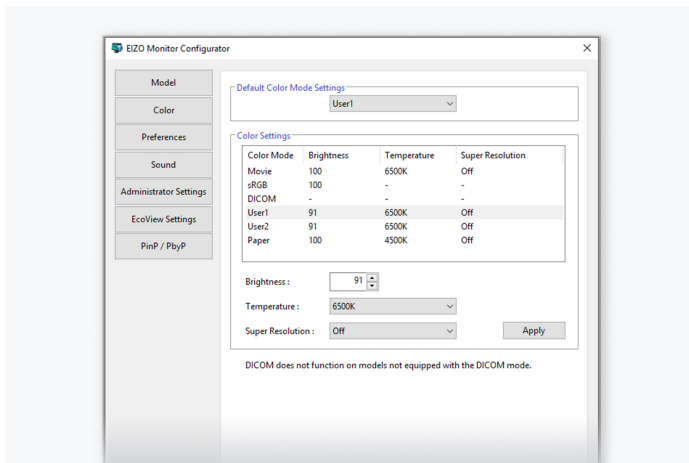 EIZO Monitor Configurator
Model
Color
Preferences
Sound
Administrator Settings
EcoView Settings
PinP / PbyP
Default Color Mode Settings
User1
Color Settings
Color Mode Brightness Temperature Super Resolution
Movie 100 6500K Off
sRGB 100 - -
DICOM - - -
User1 91 6500K Off
User2 91 6500K Off
Paper 100 4500K Off
Brightness : 91
Temperature : 6500K
Super Resolution : Off Apply
DICOM does not function on models not equipped with the DICOM mode.